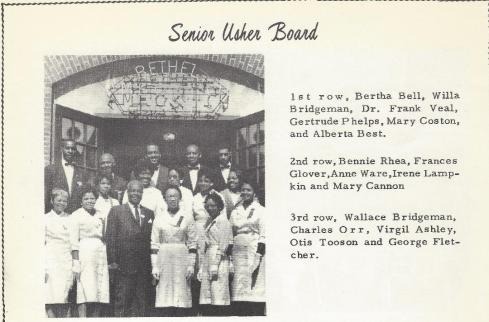 Senior Usher Board
BETHEL
1st row, Bertha Bell, Willa
Bridgeman, Dr. Frank Veal,
Gertrude Phelps, Mary Coston,
and Alberta Best.
2nd row, Bennie Rhea, Frances
Glover, Anne Ware, Irene Lamp-
kin and Mary Cannon
3rd row, Wallace Bridgeman,
Charles Orr, Virgil Ashley,
Otis Tooson and George Flet-
cher.